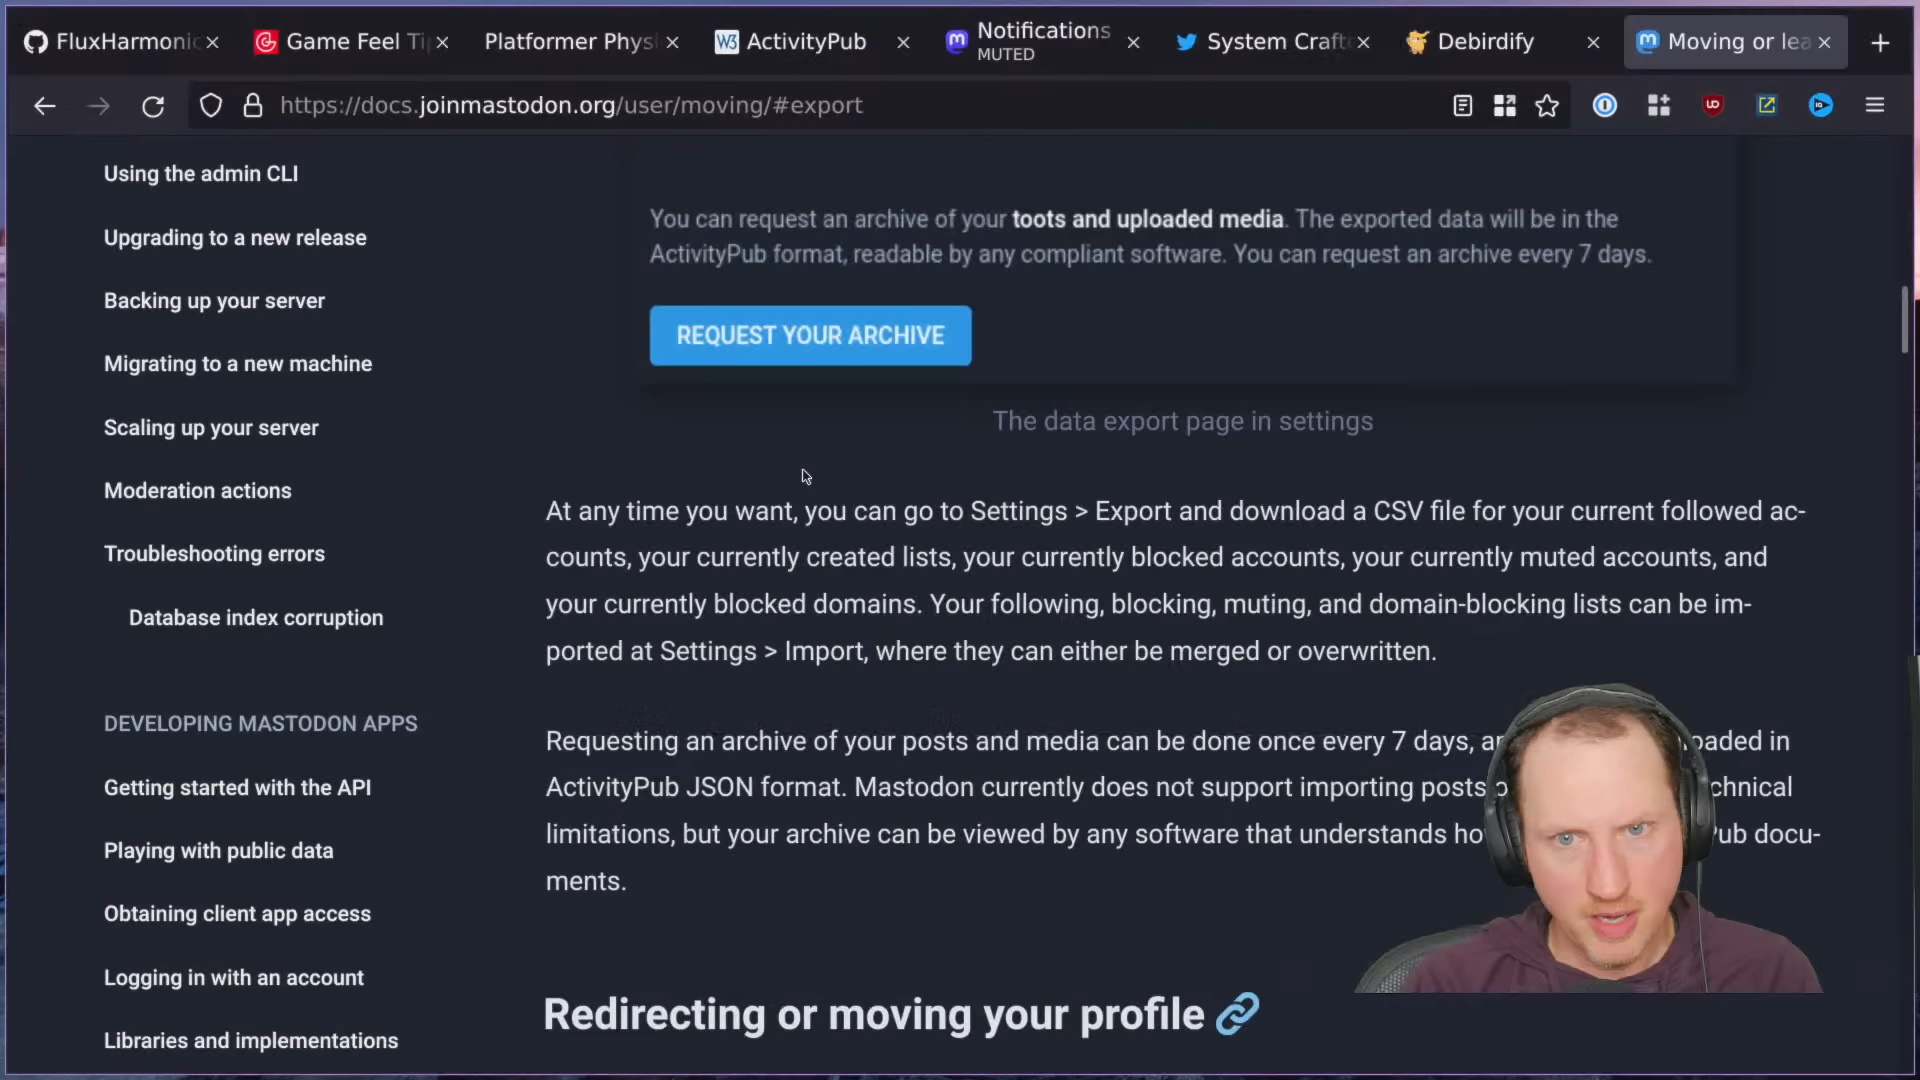 FluxHarmonic
Game Feel Ti
Platformer Phys
ActivityPub
Notifications
MUTED
System Craft
Debirdify
Moving or lea
https://docs.joinmastodon.org/user/moving/#export
Using the admin CLI
Upgrading to a new release
Backing up your server
Migrating to a new machine
Scaling up your server
Moderation actions
Troubleshooting errors
Database index corruption
DEVELOPING MASTODON APPS
Getting started with the API
Playing with public data
Obtaining client app access
Logging in with an account
Libraries and implementations
You can request an archive of your toots and uploaded media. The exported data will be in the
ActivityPub format, readable by any compliant software. You can request an archive every 7 days.
REQUEST YOUR ARCHIVE
The data export page in settings
At any time you want, you can go to Settings > Export and download a CSV file for your current followed ac-
counts, your currently created lists, your currently blocked accounts, your currently muted accounts, and
your currently blocked domains. Your following, blocking, muting, and domain-blocking lists can be im-
ported at Settings > Import, where they can either be merged or overwritten.
Requesting an archive of your posts and media can be done once every 7 days, oaded in
ActivityPub JSON format. Mastodon currently does not support importing posts chnical
limitations, but your archive can be viewed by any software that understands ho Pub docu-
ments.
Redirecting or moving your profile